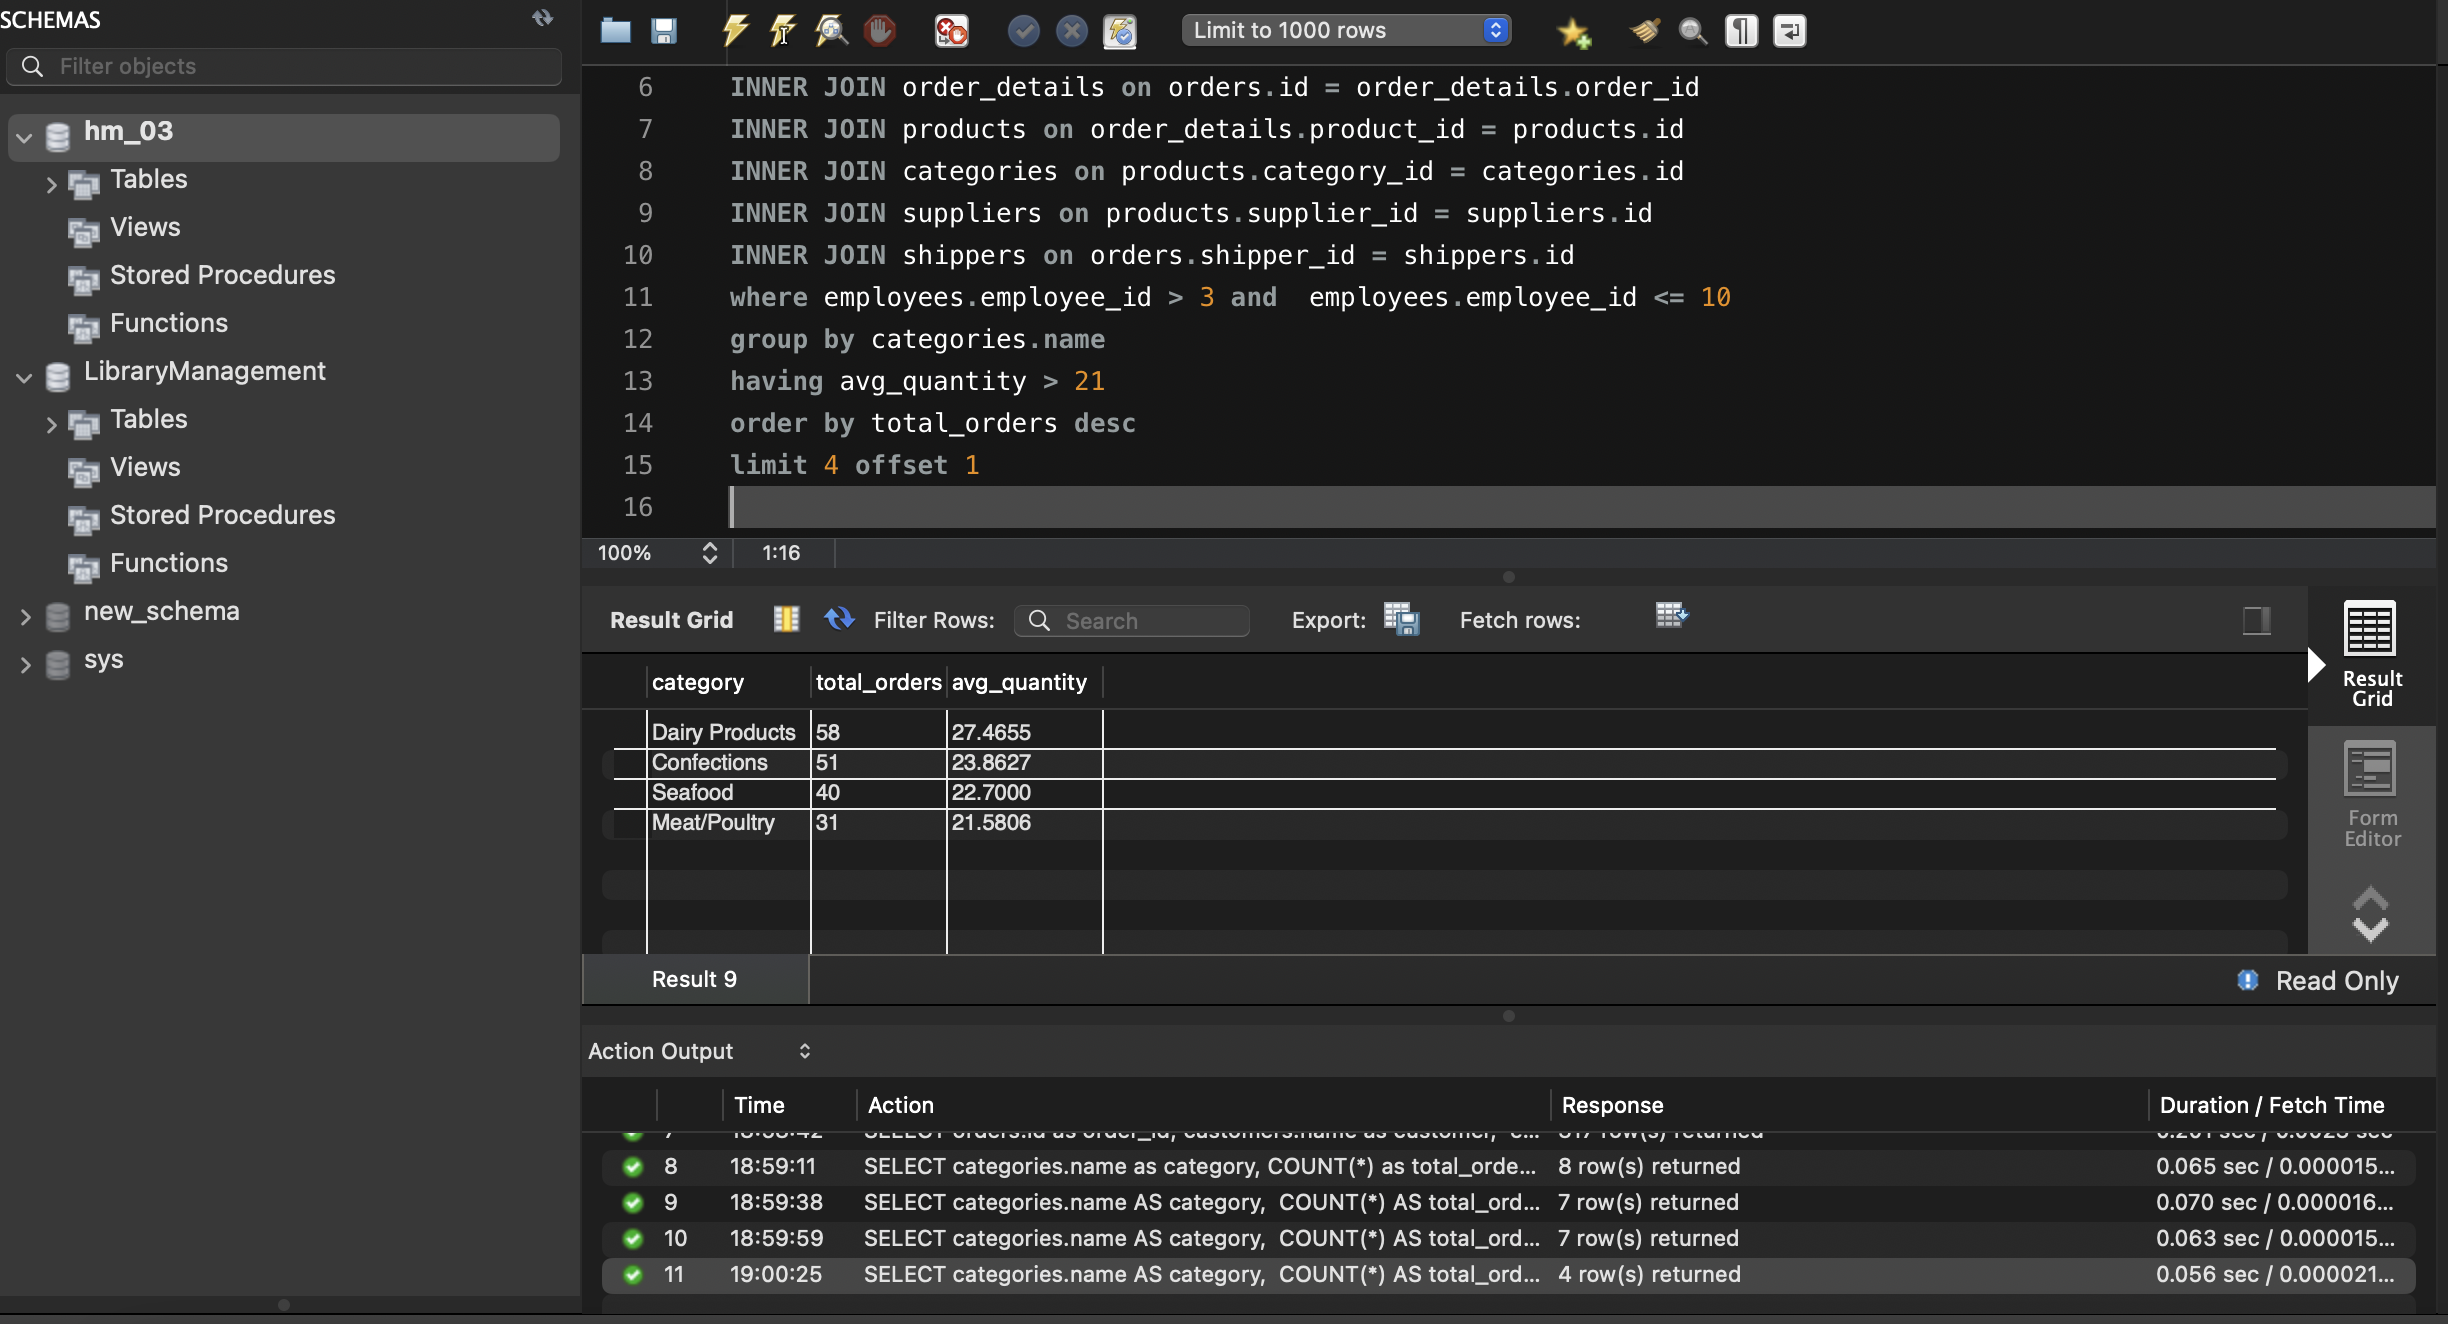 SCHEMAS
Filter objects
hm_03
Tables
Views
Stored Procedures
Functions
LibraryManagement
Tables
Views
Stored Procedures
Functions
new_schema
sys
Limit to 1000 rows
6 INNER JOIN order_details on orders.id = order_details.order_id
7 INNER JOIN products on order_details.product_id = products.id
8 INNER JOIN categories on products.category_id = categories.id
9 INNER JOIN suppliers on products.supplier_id = suppliers.id
10 INNER JOIN shippers on orders.shipper_id = shippers.id
11 where employees.employee_id > 3 and  employees.employee_id <= 10
12 group by categories.name
13 having avg_quantity > 21
14 order by total_orders desc
15 limit 4 offset 1
16
100% 1:16
Result Grid Filter Rows: Search Export: Fetch rows:
category total_orders avg_quantity
Dairy Products 58 27.4655
Confections 51 23.8627
Seafood 40 22.7000
Meat/Poultry 31 21.5806
Result Grid
Form Editor
Result 9 Read Only
Action Output
Time Action Response Duration / Fetch Time
8 18:59:11 SELECT categories.name as category, COUNT(*) as total_orde... 8 row(s) returned 0.065 sec / 0.000015...
9 18:59:38 SELECT categories.name AS category,  COUNT(*) AS total_ord... 7 row(s) returned 0.070 sec / 0.000016...
10 18:59:59 SELECT categories.name AS category,  COUNT(*) AS total_ord... 7 row(s) returned 0.063 sec / 0.000015...
11 19:00:25 SELECT categories.name AS category,  COUNT(*) AS total_ord... 4 row(s) returned 0.056 sec / 0.000021...